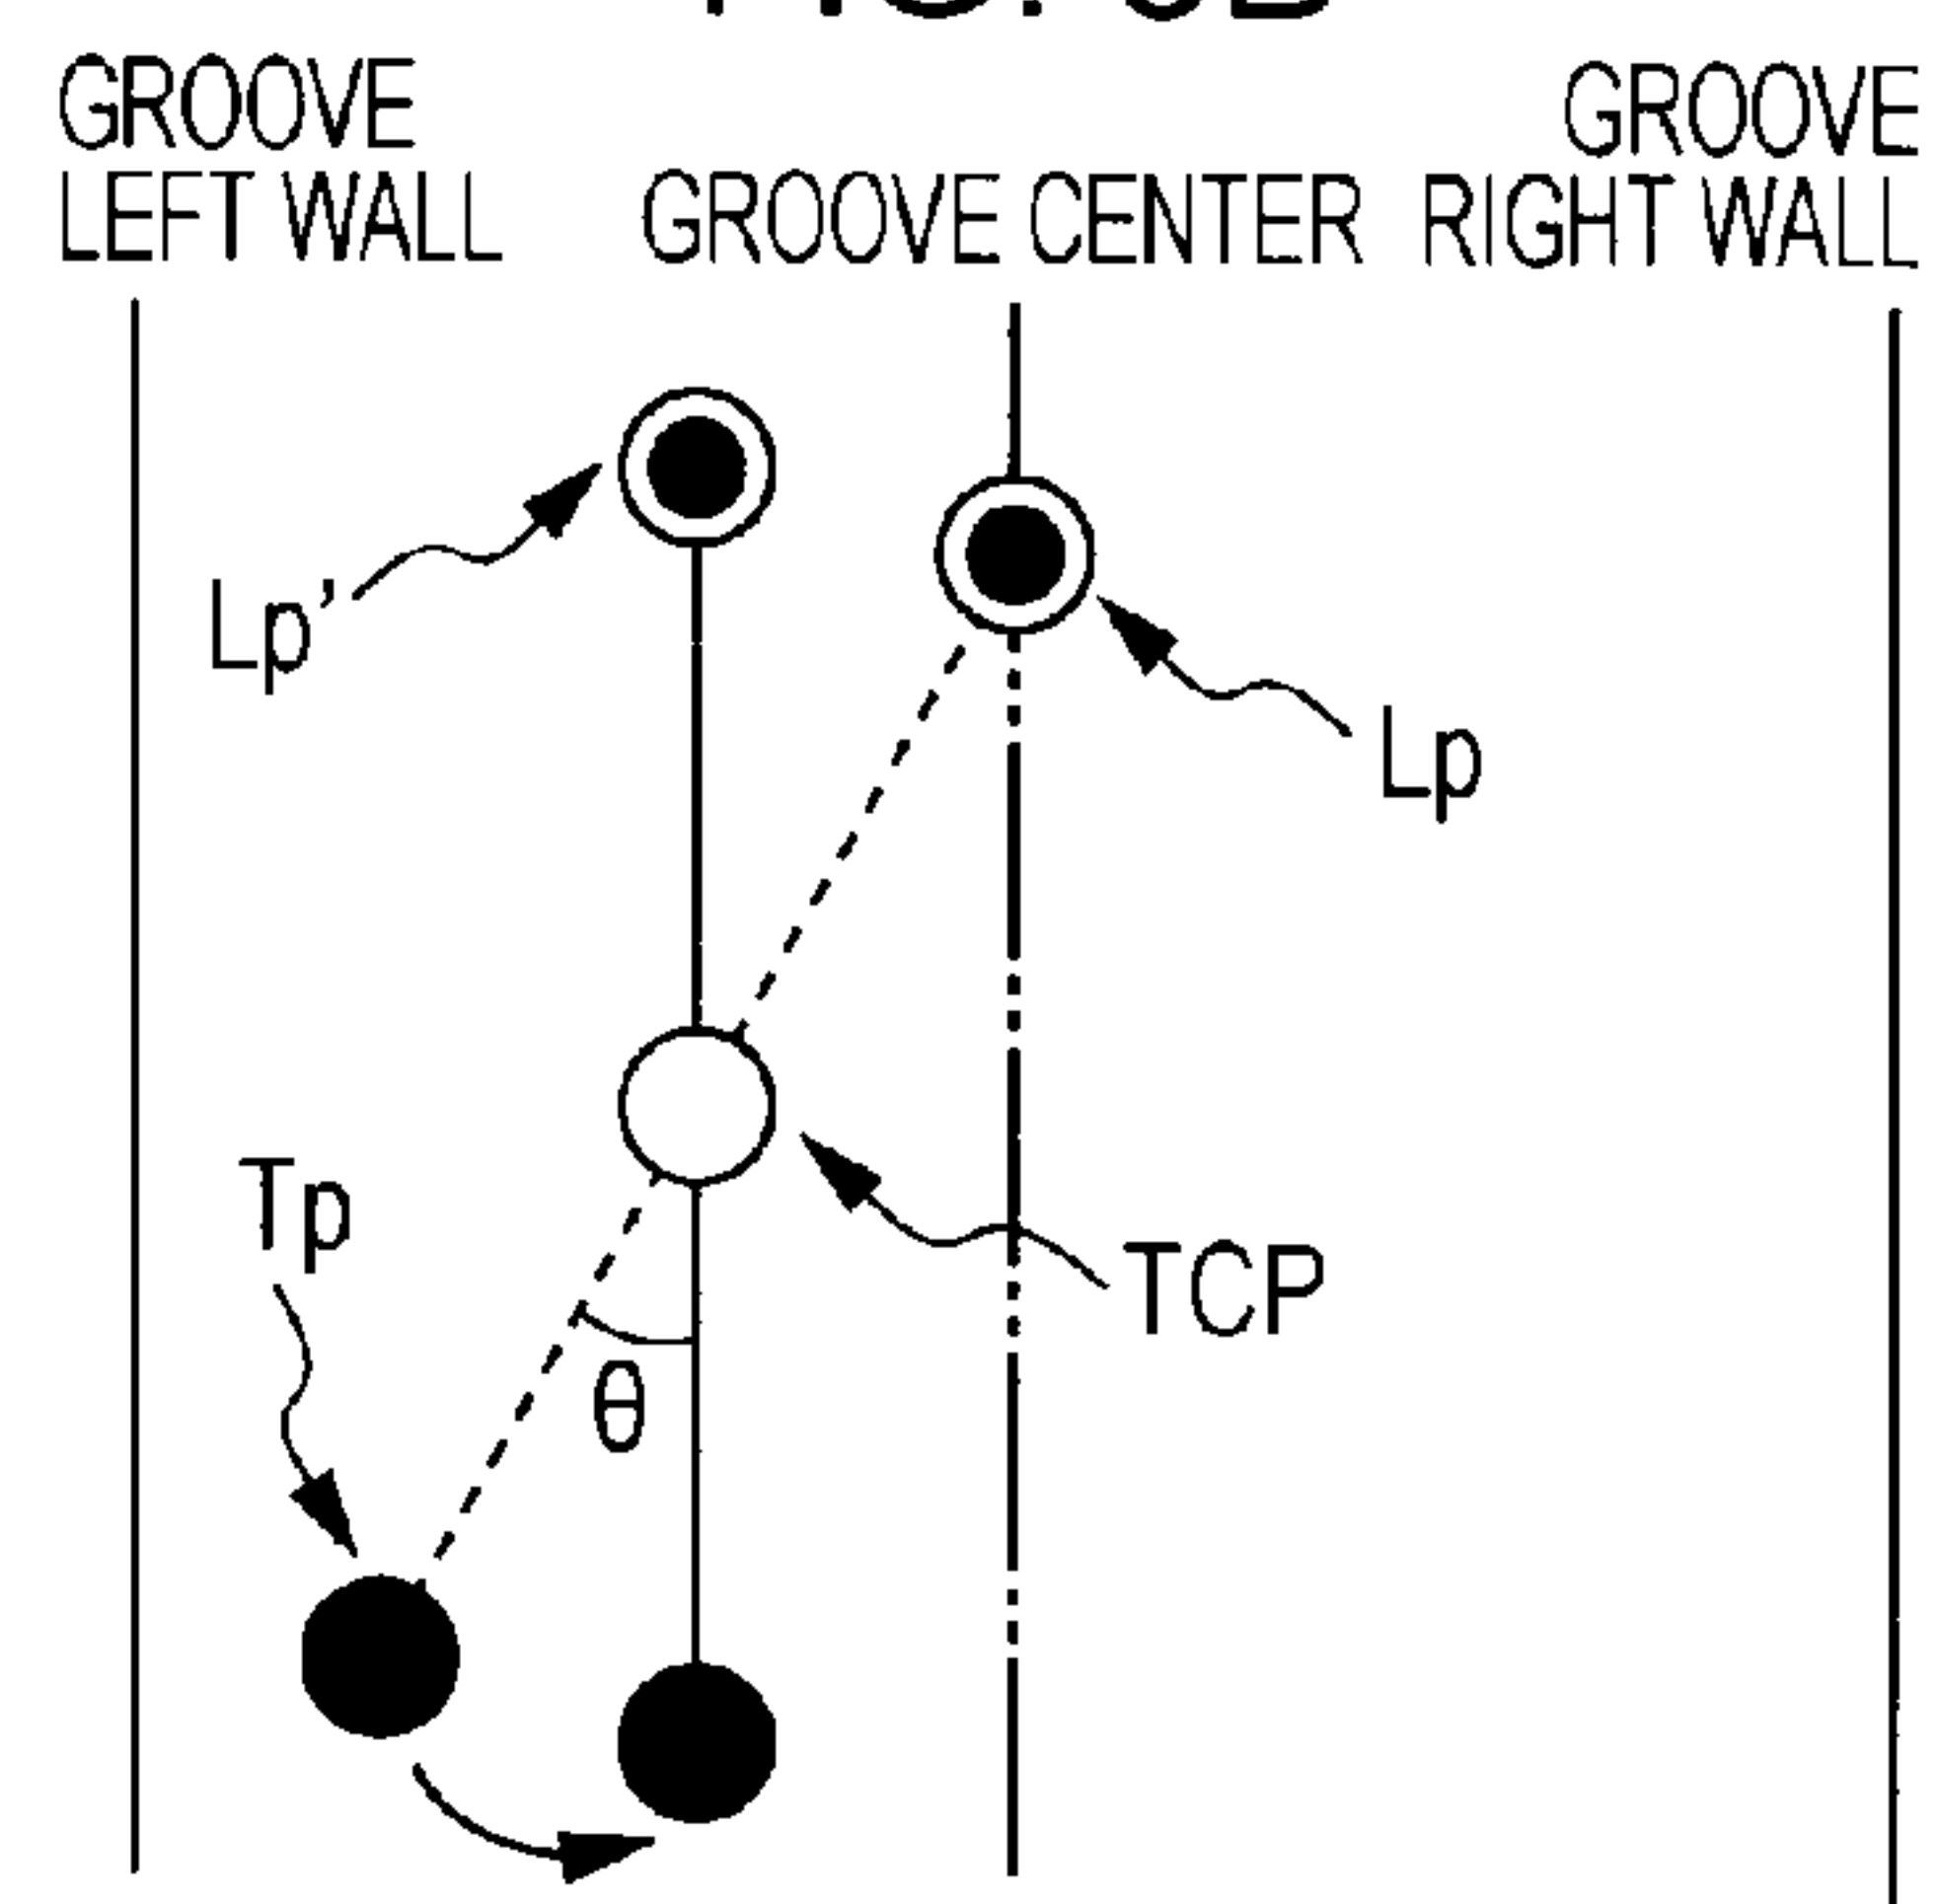 GROOVE
LEFT WALL
GROOVE CENTER
GROOVE
RIGHT WALL
Lp'
Lp
Tp
TCP
θ